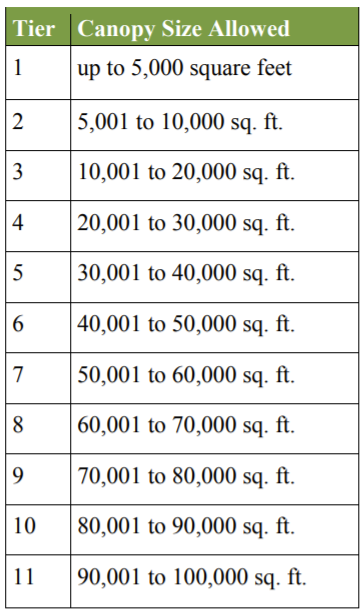 Tier Canopy Size Allowed
1 up to 5,000 square feet
2 5,001 to 10,000 sq. ft.
3 10,001 to 20,000 sq. ft.
4 20,001 to 30,000 sq. ft.
5 30,001 to 40,000 sq. ft.
6 40,001 to 50,000 sq. ft.
7 50,001 to 60,000 sq. ft.
8 60,001 to 70,000 sq. ft.
9 70,001 to 80,000 sq. ft.
10 80,001 to 90,000 sq. ft.
11 90,001 to 100,000 sq. ft.